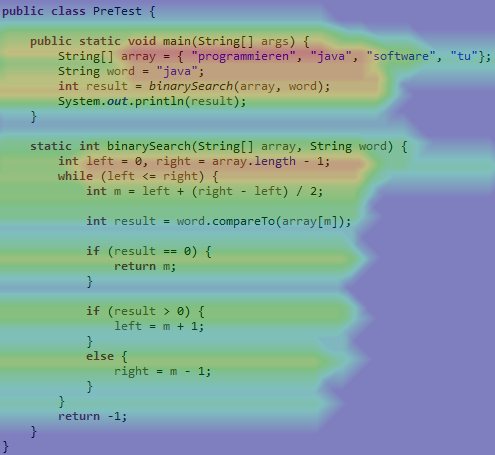 public class PreTest {
public static void main(String[] args) {
String[] array = { "programmieren", "java", "software", "tu"};
String word = "java";
int result = binarySearch(array, word);
System.out.println(result);
}
static int binarySearch(String[] array, String word) {
int left = 0, right = array.length - 1;
while (left <= right) {
int m = left + (right - left) / 2;
int result = word.compareTo(array[m]);
if (result == 0) {
return m;
}
if (result > 0) {
left = m + 1;
}
else {
right = m - 1;
}
}
return -1;
}
}